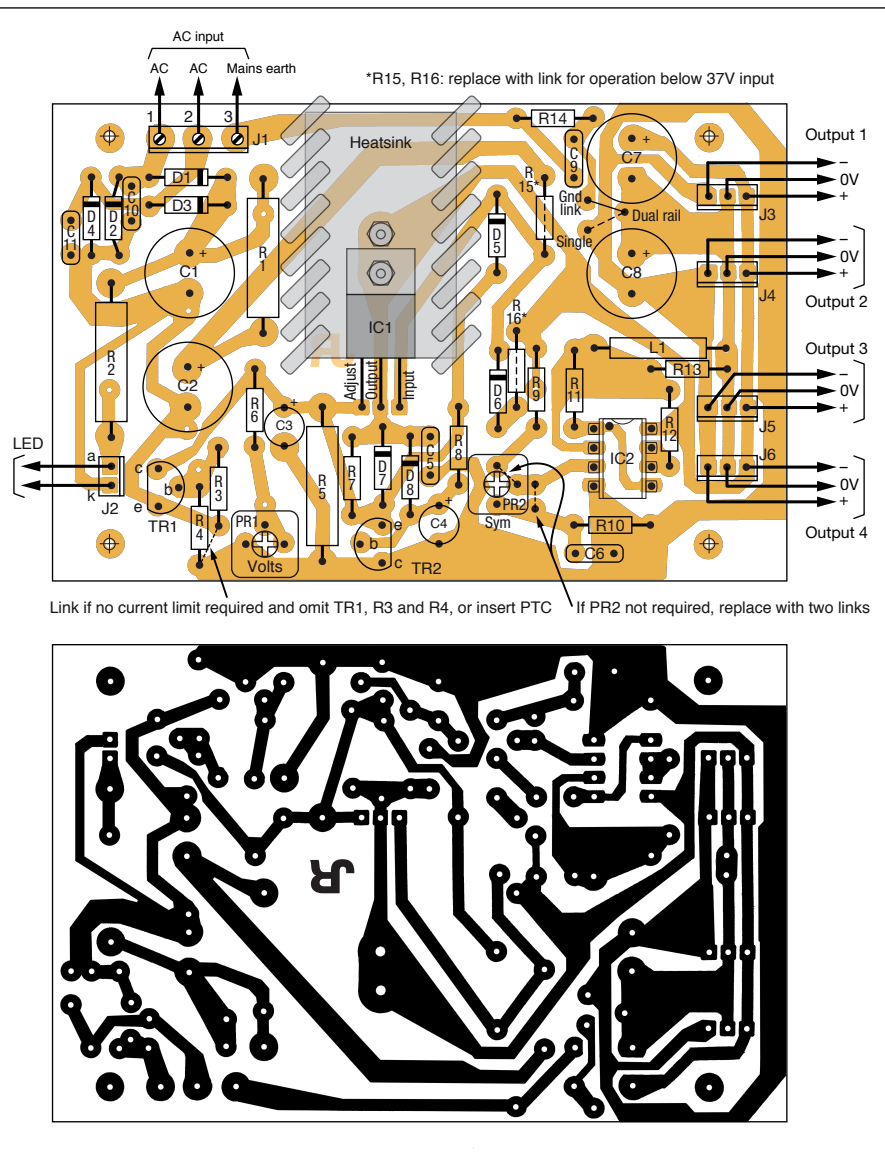 AC input
AC AC Mains earth
*R15, R16: replace with link for operation below 37V input
1 2 3
J1
Heatsink
R14
C7
+
Output 1
–
0V
+
J3
C9
R15*
Gnd link
Dual rail
Single
D1
D3
C10
C11
D4
D2
R1
C1
+
D5
C8
+
–
0V
+
J4
Output 2
IC1
R2
C2
+
R16*
L1
R13
Output 3
–
0V
+
J5
Adjust
Output
Input
R6
C3
+
D6
R9
R11
R12
IC2
LED
a
k
J2
c
b
e
TR1
R3
R4
R5
R7
D7
D8
C5
R8
PR2
Sym
J6
–
0V
+
Output 4
PR1
Volts
e
b
c
TR2
C4
+
R10
C6
Link if no current limit required and omit TR1, R3 and R4, or insert PTC
If PR2 not required, replace with two links
JR